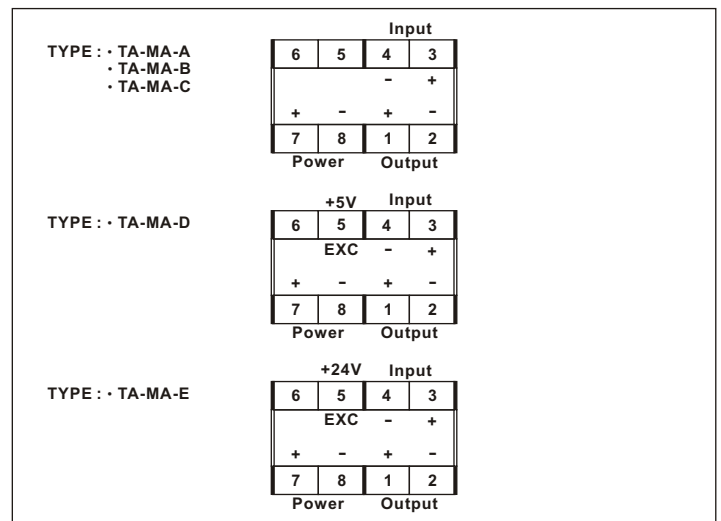 Input
TYPE : · TA-MA-A 6 5 4 3
· TA-MA-B - +
· TA-MA-C
+ - + -
7 8 1 2
Power Output
+5V Input
TYPE : · TA-MA-D 6 5 4 3
EXC - +
+ - + -
7 8 1 2
Power Output
+24V Input
TYPE : · TA-MA-E 6 5 4 3
EXC - +
+ - + -
7 8 1 2
Power Output